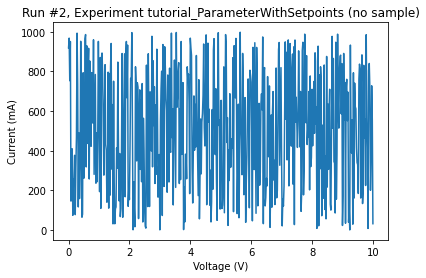 Run #2, Experiment tutorial_ParameterWithSetpoints (no sample)
1000
800
600
400
200
0
Current (mA)
0 2 4 6 8 10
Voltage (V)